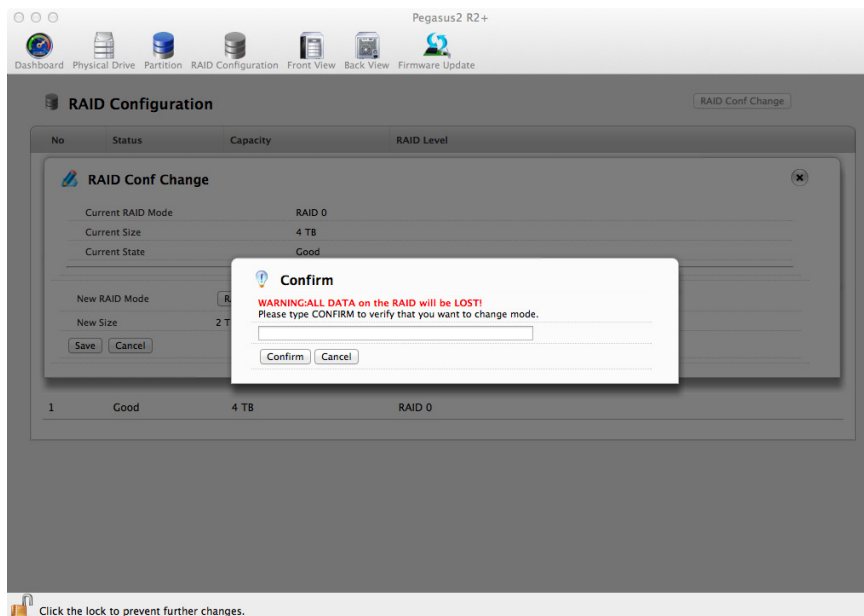 Pegasus2 R2+
Dashboard Physical Drive Partition RAID Configuration Front View Back View Firmware Update
RAID Configuration
RAID Conf Change
No Status Capacity RAID Level
RAID Conf Change
Current RAID Mode RAID 0
Current Size 4 TB
Current State Good
Confirm
WARNING:ALL DATA on the RAID will be LOST!
Please type CONFIRM to verify that you want to change mode.
Confirm Cancel
New RAID Mode
New Size 2 T
Save Cancel
1 Good 4 TB RAID 0
Click the lock to prevent further changes.